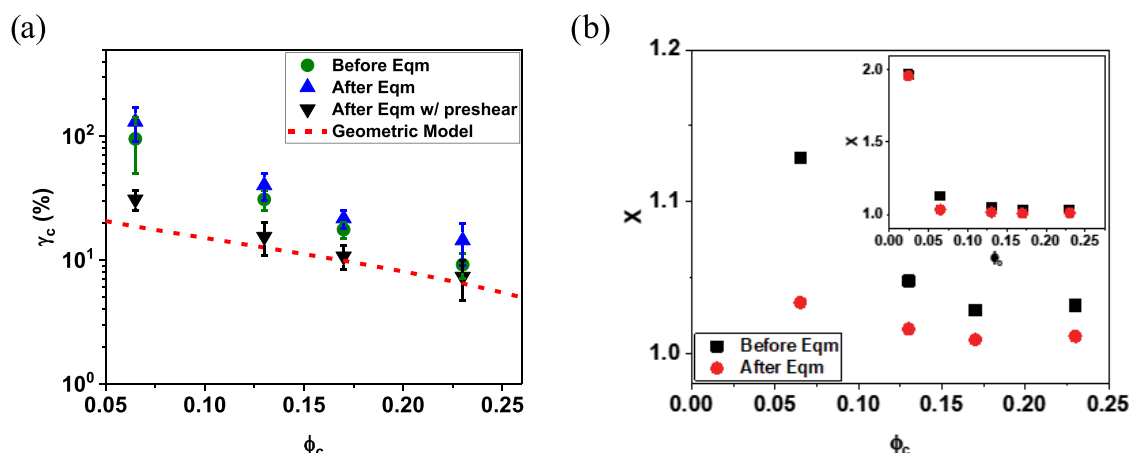 (a)
Before Eqm
After Eqm
After Eqm w/ preshear
Geometric Model
10²
10¹
10⁰
γc (%)
0.05
0.10
0.15
0.20
0.25
ϕc
(b)
1.2
1.1
1.0
X
Before Eqm
After Eqm
0.00
0.05
0.10
0.15
0.20
0.25
ϕc
2.0
1.5
1.0
X
0.00
0.05
0.10
0.15
0.20
0.25
ϕc